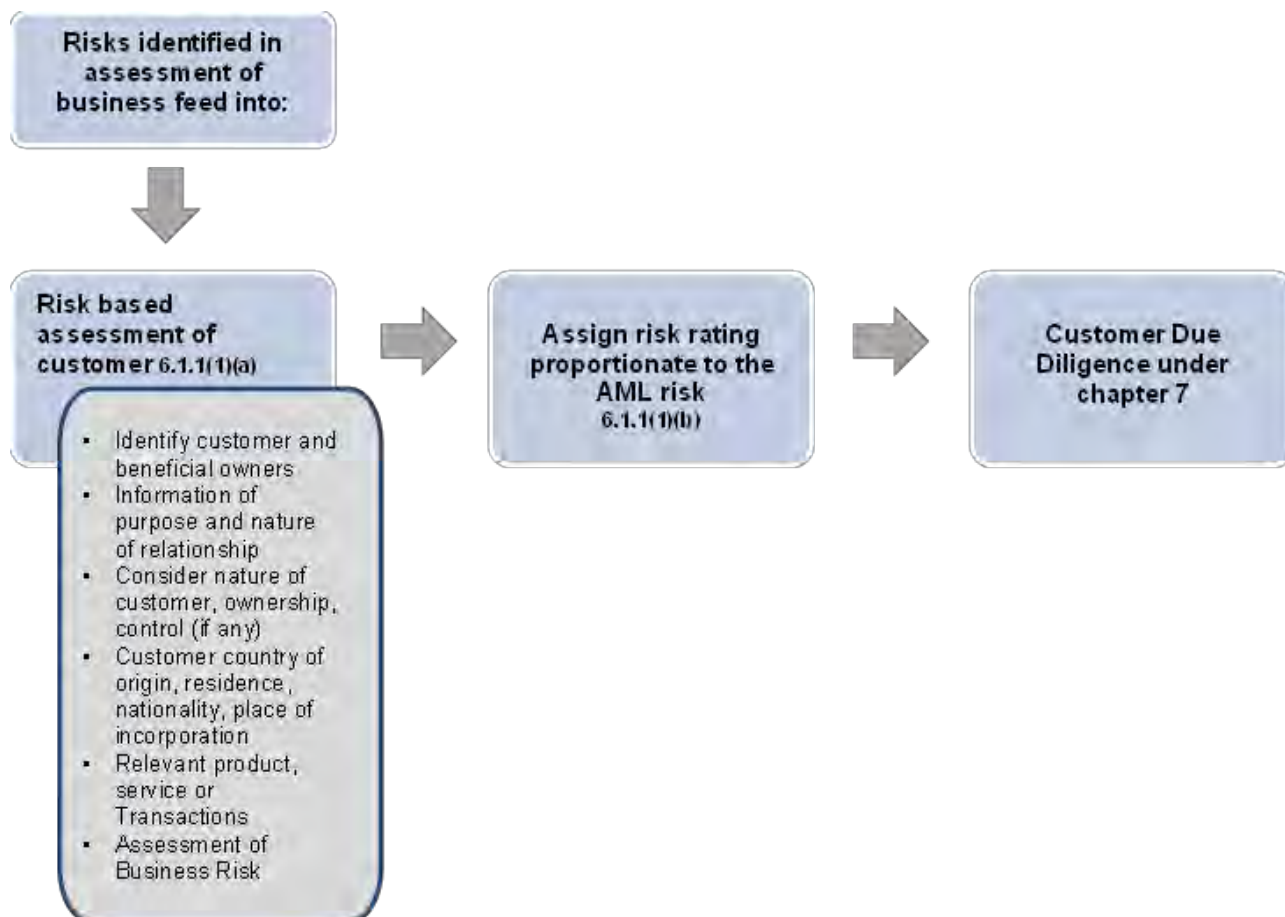 Risks identified in
assessment of
business feed into:
Risk based
assessment of
customer 6.1.1(1)(a)
▪ Identify customer and
beneficial owners
▪ Information of
purpose and nature
of relationship
▪ Consider nature of
customer, ownership,
control (if any)
▪ Customer country of
origin, residence,
nationality, place of
incorporation
▪ Relevant product,
service or
Transactions
▪ Assessment of
Business Risk
Assign risk rating
proportionate to the
AML risk
6.1.1(1)(b)
Customer Due
Diligence under
chapter 7